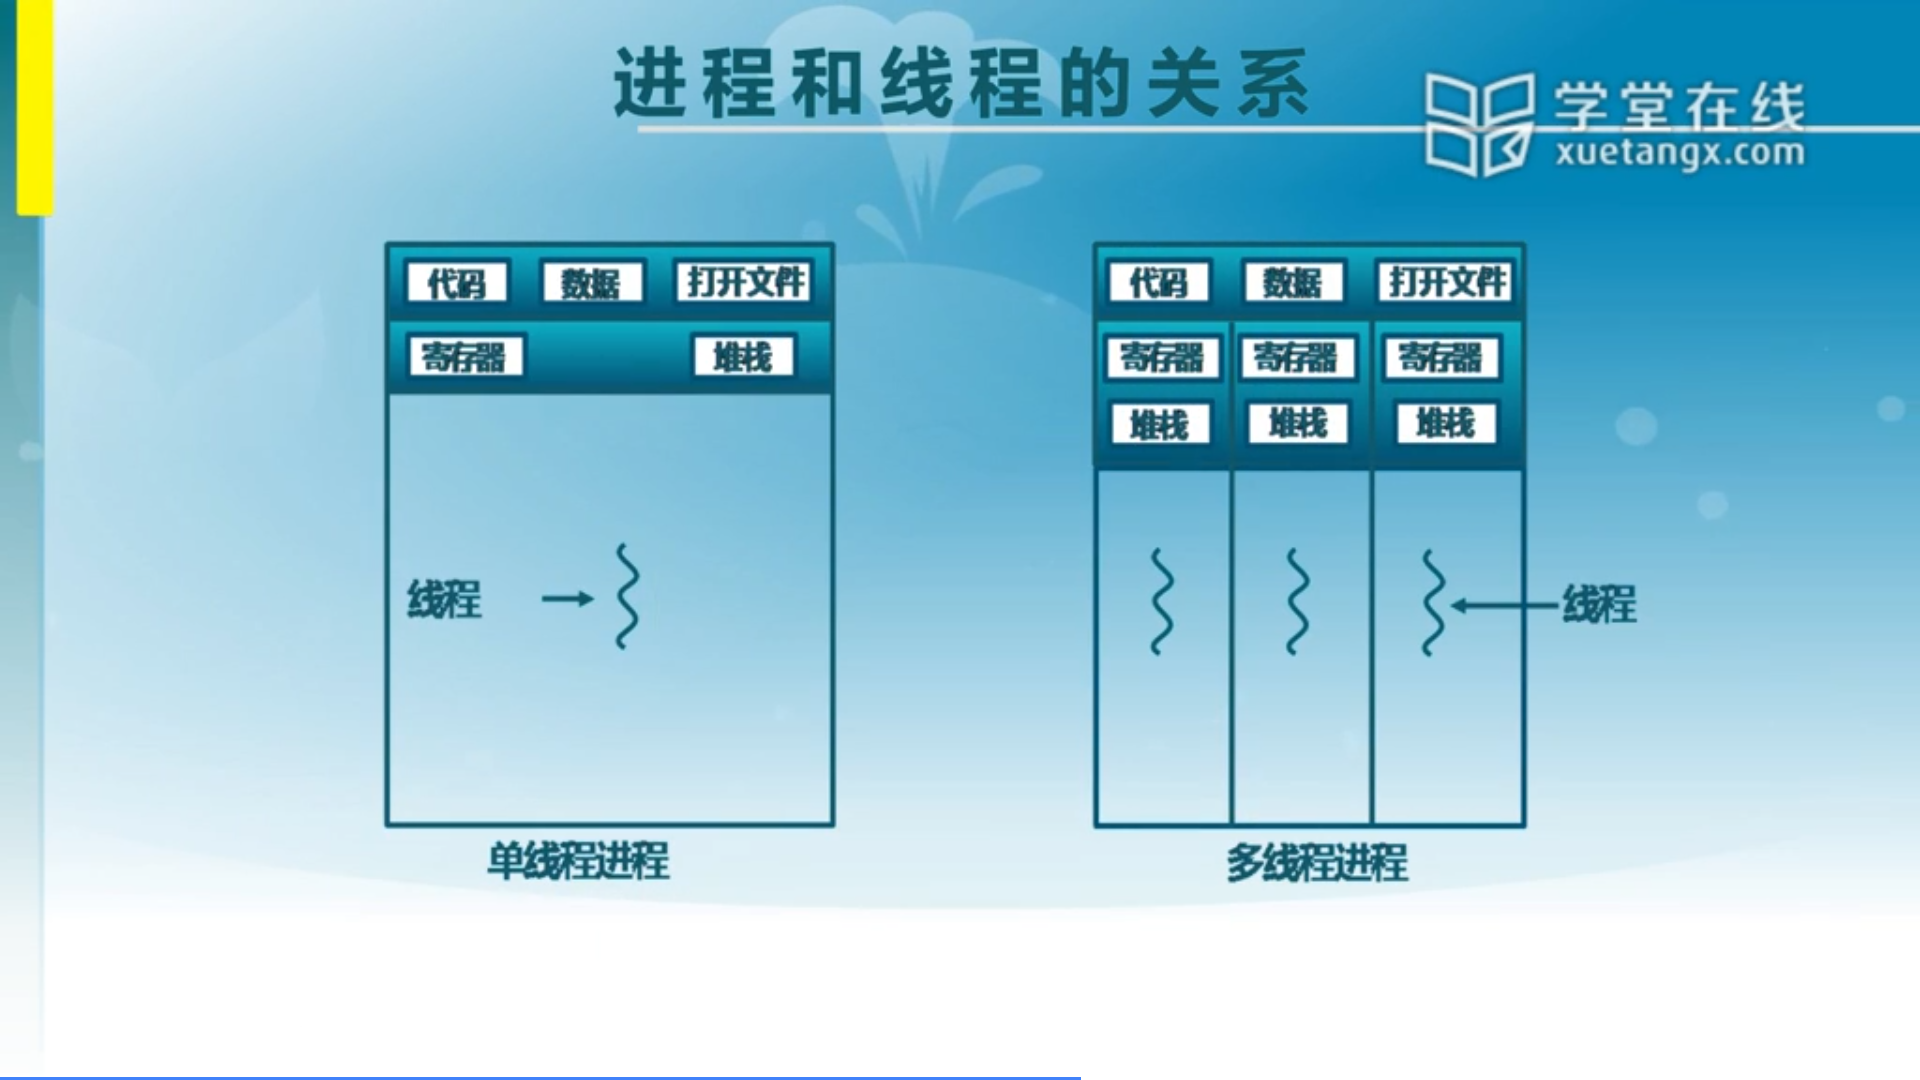 进程和线程的关系
学堂在线
xuetangx.com
代码 数据 打开文件
寄存器 堆栈
线程
单线程进程
代码 数据 打开文件
寄存器 寄存器 寄存器
堆栈 堆栈 堆栈
线程
多线程进程